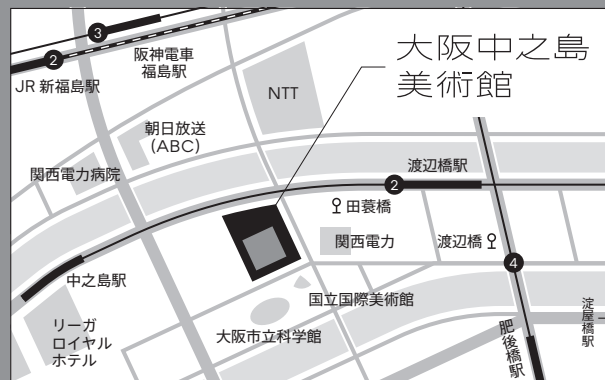 3
阪神電車
福島駅
2
JR 新福島駅
大阪中之島
美術館
NTT
朝日放送
(ABC)
関西電力病院
渡辺橋駅
2
田蓑橋
関西電力
渡辺橋
4
中之島駅
国立国際美術館
リーガ
ロイヤル
ホテル
大阪市立科学館
肥後橋駅
淀屋橋駅